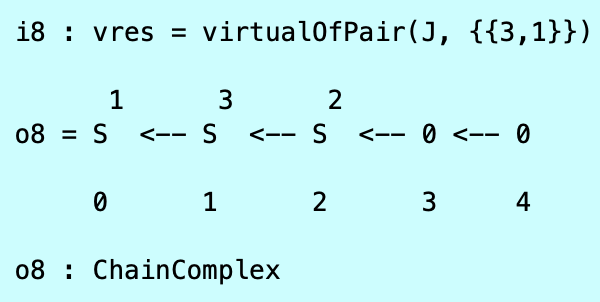 i8 : vres = virtualOfPair(J, {{3,1}})
1 3 2
o8 = S <-- S <-- S <-- 0 <-- 0
0 1 2 3 4
o8 : ChainComplex